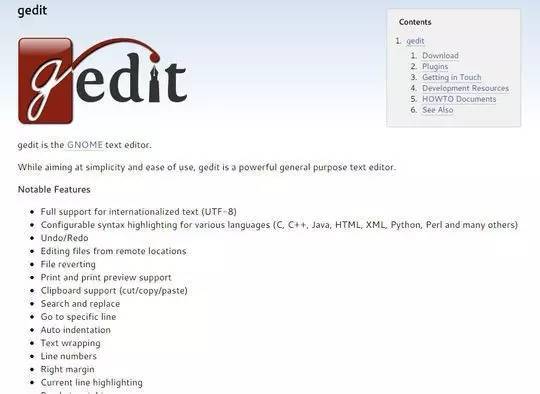 gedit
gedit
Contents
1. gedit
1. Download
2. Plugins
3. Getting in Touch
4. Development Resources
5. HOWTO Documents
6. See Also
gedit is the GNOME text editor.
While aiming at simplicity and ease of use, gedit is a powerful general purpose text editor.
Notable Features
Full support for internationalized text (UTF-8)
Configurable syntax highlighting for various languages (C, C++, Java, HTML, XML, Python, Perl and many others)
Undo/Redo
Editing files from remote locations
File reverting
Print and print preview support
Clipboard support (cut/copy/paste)
Search and replace
Go to specific line
Auto indentation
Text wrapping
Line numbers
Right margin
Current line highlighting